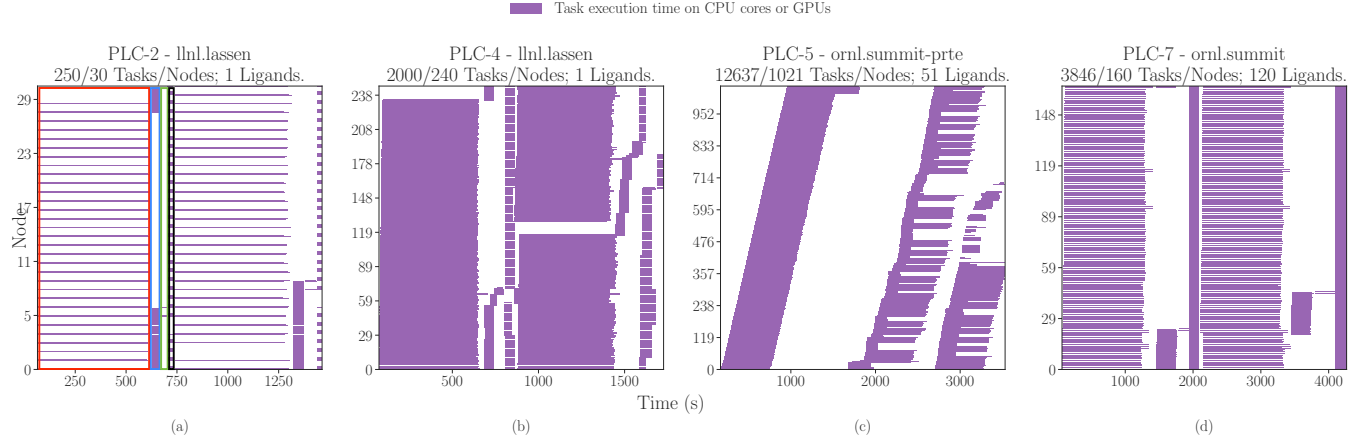 Task execution time on CPU cores or GPUs
PLC-2 - llnl.lassen
250/30 Tasks/Nodes; 1 Ligands.
PLC-4 - llnl.lassen
2000/240 Tasks/Nodes; 1 Ligands.
PLC-5 - ornl.summit-prte
12637/1021 Tasks/Nodes; 51 Ligands.
PLC-7 - ornl.summit
3846/160 Tasks/Nodes; 120 Ligands.
Node
29
23
17
11
5
0
250 500 750 1000 1250
238
208
178
148
119
89
59
29
0
500 1000 1500
952
833
714
595
476
357
238
119
0
1000 2000 3000
148
119
89
59
29
0
1000 2000 3000 4000
Time (s)
(a) (b) (c) (d)